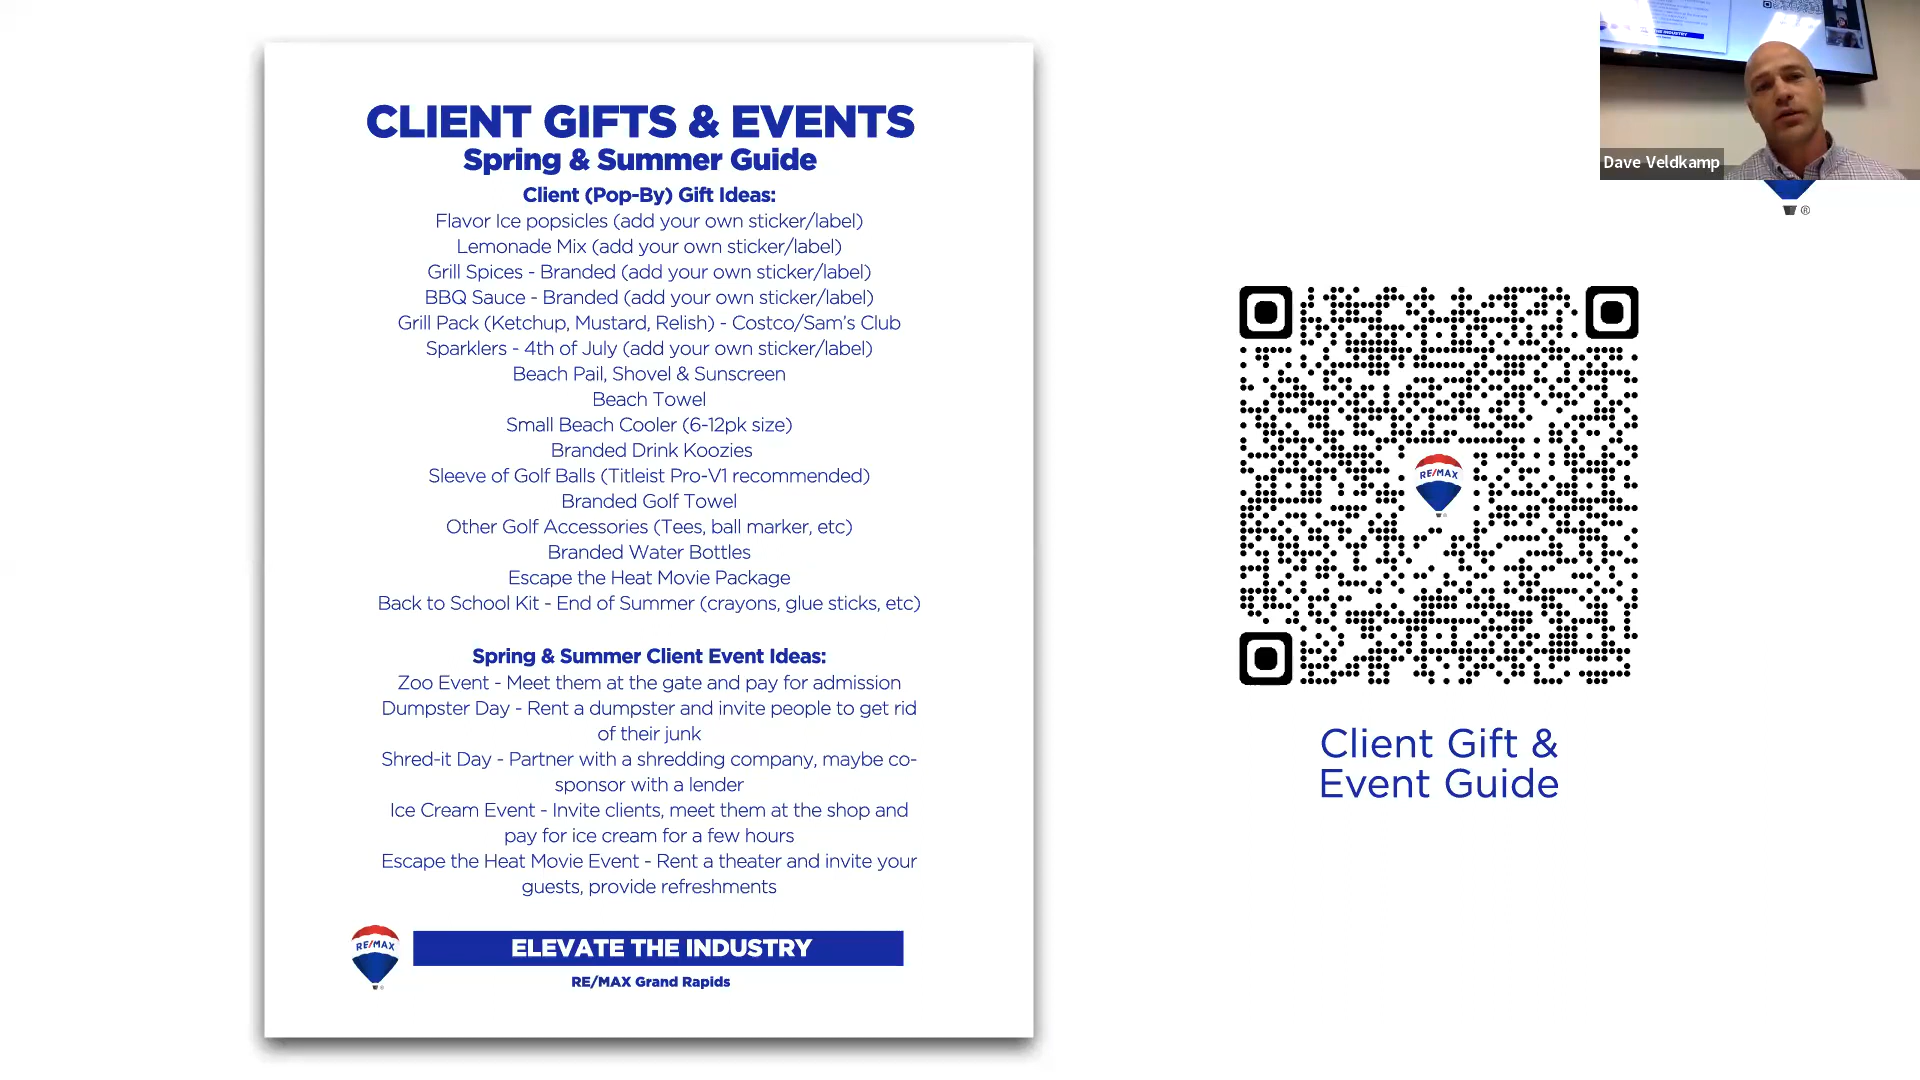 CLIENT GIFTS & EVENTS
Spring & Summer Guide
Client (Pop-By) Gift Ideas:
Flavor Ice popsicles (add your own sticker/label)
Lemonade Mix (add your own sticker/label)
Grill Spices - Branded (add your own sticker/label)
BBQ Sauce - Branded (add your own sticker/label)
Grill Pack (Ketchup, Mustard, Relish) - Costco/Sam's Club
Sparklers - 4th of July (add your own sticker/label)
Beach Pail, Shovel & Sunscreen
Beach Towel
Small Beach Cooler (6-12pk size)
Branded Drink Koozies
Sleeve of Golf Balls (Titleist Pro-V1 recommended)
Branded Golf Towel
Other Golf Accessories (Tees, ball marker, etc)
Branded Water Bottles
Escape the Heat Movie Package
Back to School Kit - End of Summer (crayons, glue sticks, etc)
Spring & Summer Client Event Ideas:
Zoo Event - Meet them at the gate and pay for admission
Dumpster Day - Rent a dumpster and invite people to get rid
of their junk
Shred-it Day - Partner with a shredding company, maybe co-
sponsor with a lender
Ice Cream Event - Invite clients, meet them at the shop and
pay for ice cream for a few hours
Escape the Heat Movie Event - Rent a theater and invite your
guests, provide refreshments
RE/MAX
ELEVATE THE INDUSTRY
RE/MAX Grand Rapids
Dave Veldkamp
RE/MAX
Client Gift &
Event Guide